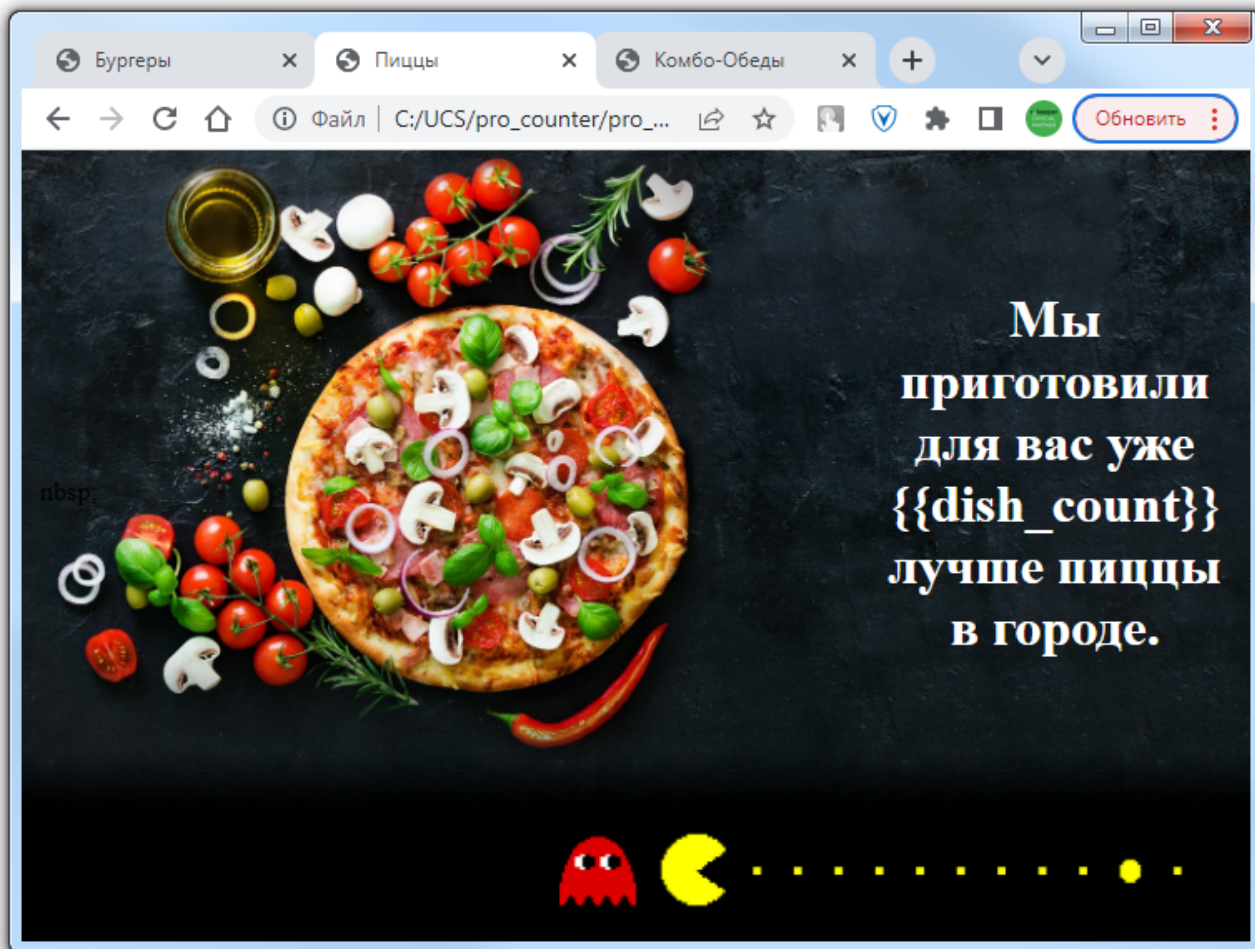 Бургеры
Пиццы
Комбо-Обеды
Файл
C:/UCS/pro_counter/pro_...
Обновить
Мы
приготовили
для вас уже
{{dish_count}}
лучше пиццы
в городе.
nbsp;